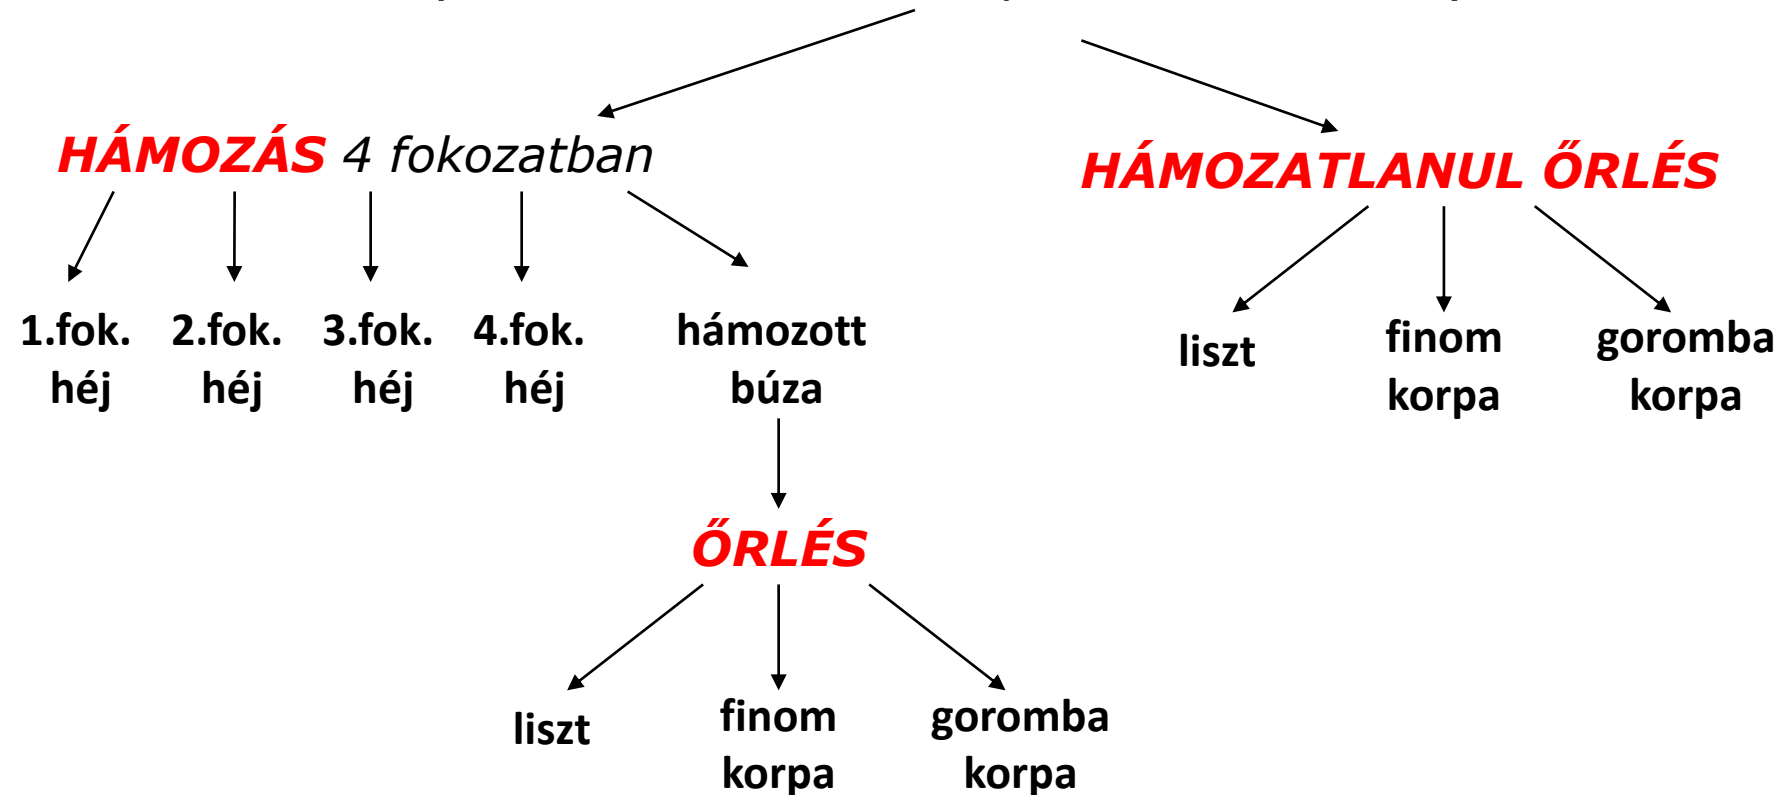 HÁMOZÁS 4 fokozatban
HÁMOZATLANUL ŐRLÉS
1.fok. 2.fok. 3.fok. 4.fok. hámozott
héj héj héj héj búza
liszt
finom goromba
korpa korpa
ŐRLÉS
liszt
finom goromba
korpa korpa